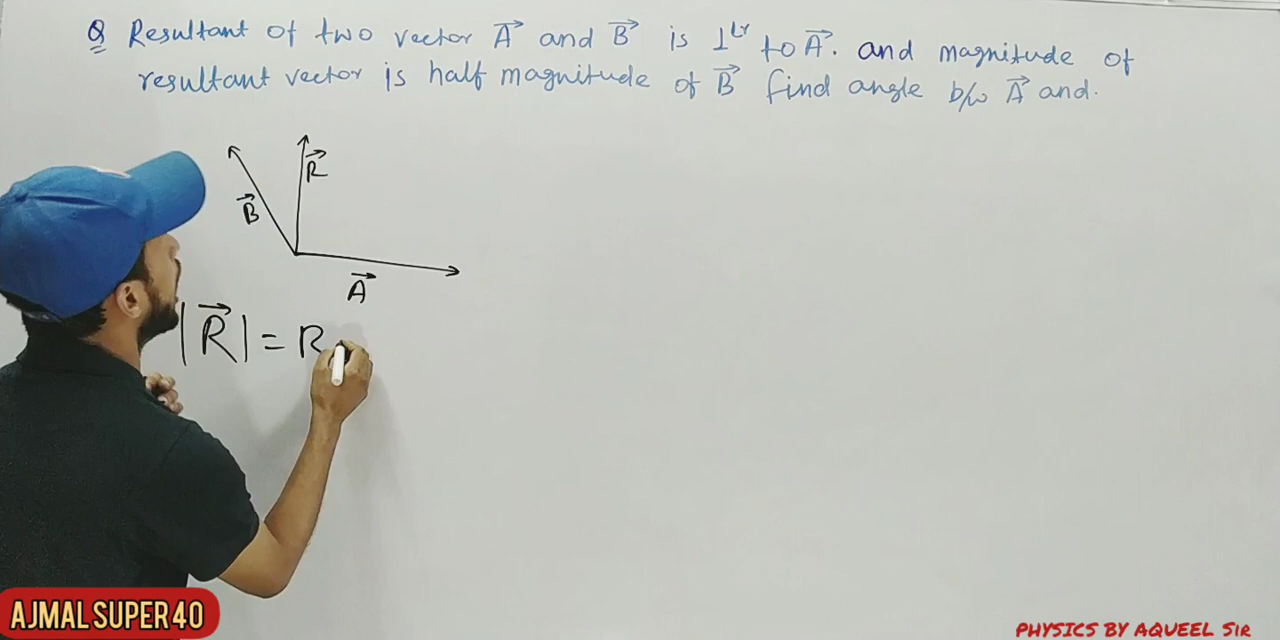 Q Resultant of two vector A⃗ and B⃗ is ⊥Lr to A⃗. and magnitude of
resultant vector is half magnitude of B⃗ find angle b/w A⃗ and.
R⃗
B⃗
A⃗
|R⃗| = R
AJMAL SUPER 40
PHYSICS BY AQUEEL SIR